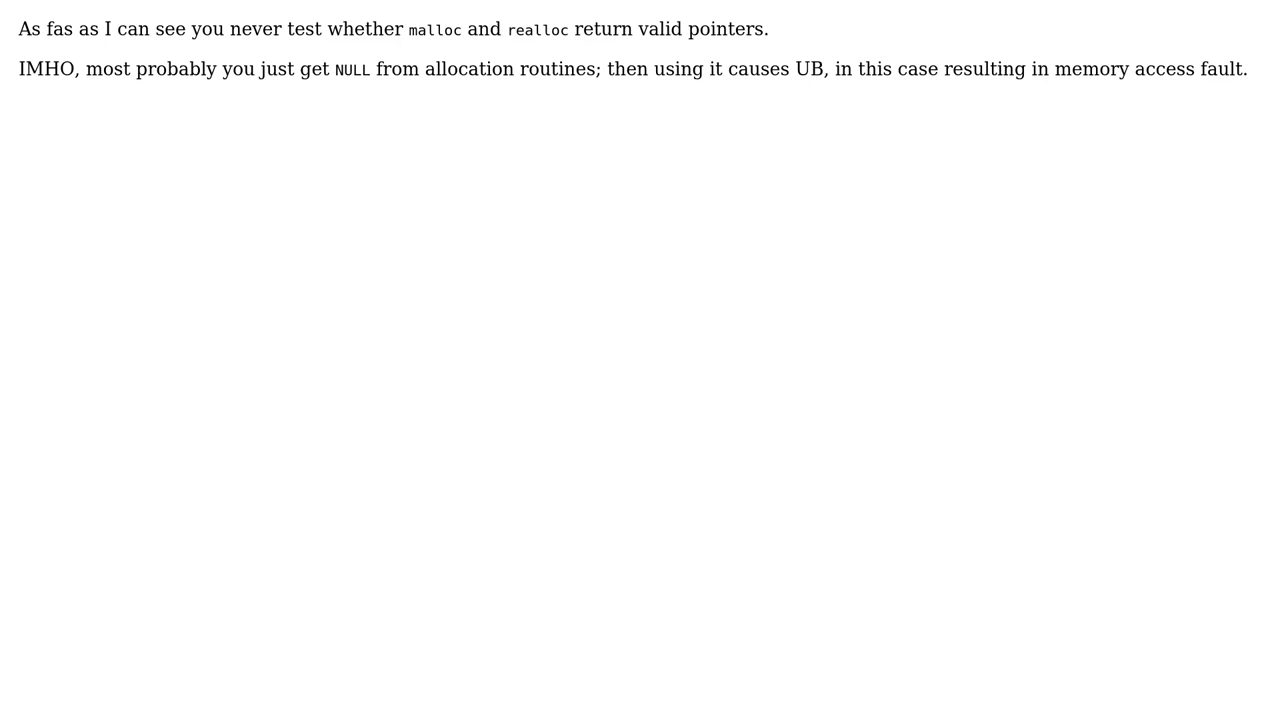 As fas as I can see you never test whether malloc and realloc return valid pointers.
IMHO, most probably you just get NULL from allocation routines; then using it causes UB, in this case resulting in memory access fault.